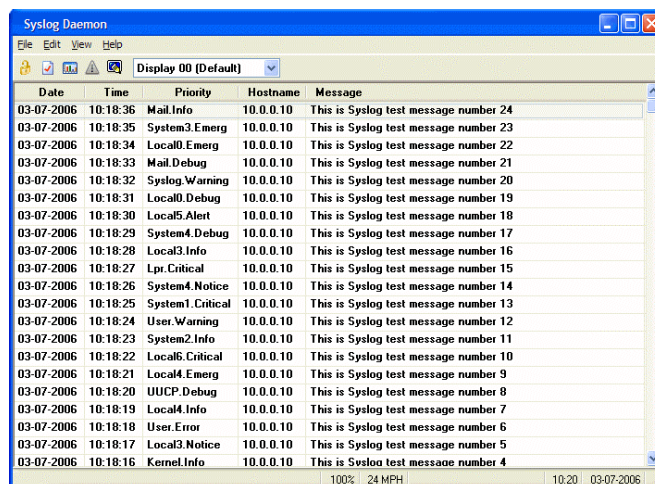 Syslog Daemon
File Edit View Help
Display 00 (Default)
Date Time Priority Hostname Message
03-07-2006 10:18:36 Mail.Info 10.0.0.10 This is Syslog test message number 24
03-07-2006 10:18:35 System3.Emerg 10.0.0.10 This is Syslog test message number 23
03-07-2006 10:18:34 Local0.Emerg 10.0.0.10 This is Syslog test message number 22
03-07-2006 10:18:33 Mail.Debug 10.0.0.10 This is Syslog test message number 21
03-07-2006 10:18:32 Syslog.Warning 10.0.0.10 This is Syslog test message number 20
03-07-2006 10:18:31 Local0.Debug 10.0.0.10 This is Syslog test message number 19
03-07-2006 10:18:30 Local5.Alert 10.0.0.10 This is Syslog test message number 18
03-07-2006 10:18:29 System4.Debug 10.0.0.10 This is Syslog test message number 17
03-07-2006 10:18:28 Local3.Info 10.0.0.10 This is Syslog test message number 16
03-07-2006 10:18:27 Lpr.Critical 10.0.0.10 This is Syslog test message number 15
03-07-2006 10:18:26 System4.Notice 10.0.0.10 This is Syslog test message number 14
03-07-2006 10:18:25 System1.Critical 10.0.0.10 This is Syslog test message number 13
03-07-2006 10:18:24 User.Warning 10.0.0.10 This is Syslog test message number 12
03-07-2006 10:18:23 System2.Info 10.0.0.10 This is Syslog test message number 11
03-07-2006 10:18:22 Local6.Critical 10.0.0.10 This is Syslog test message number 10
03-07-2006 10:18:21 Local4.Emerg 10.0.0.10 This is Syslog test message number 9
03-07-2006 10:18:20 UUCP.Debug 10.0.0.10 This is Syslog test message number 8
03-07-2006 10:18:19 Local4.Info 10.0.0.10 This is Syslog test message number 7
03-07-2006 10:18:18 User.Error 10.0.0.10 This is Syslog test message number 6
03-07-2006 10:18:17 Local3.Notice 10.0.0.10 This is Syslog test message number 5
03-07-2006 10:18:16 Kernel.Info 10.0.0.10 This is Syslog test message number 4
100% 24 MPH 10:20 03-07-2006